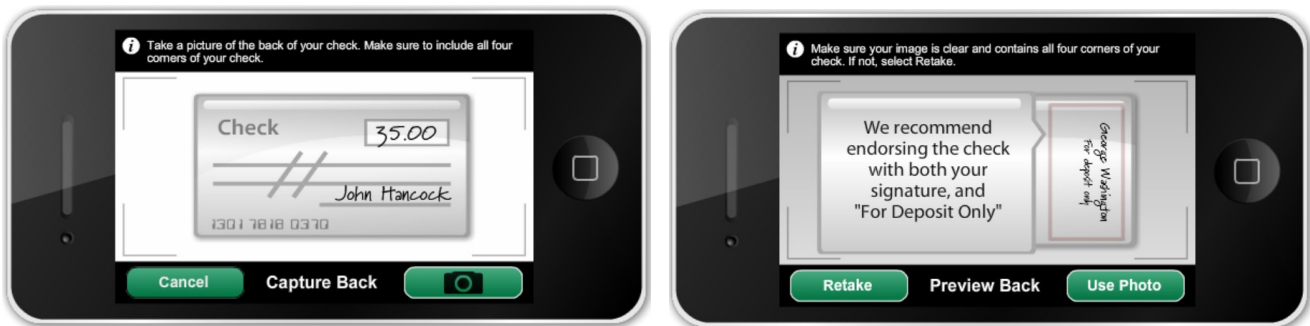 Take a picture of the back of your check. Make sure to include all four
corners of your check.
Check
35.00
John Hancock
1301 7818 0370
Cancel
Capture Back
Make sure your image is clear and contains all four corners of your
check. If not, select Retake.
We recommend
endorsing the check
with both your
signature, and
"For Deposit Only"
George Washington
For deposit only
Retake
Preview Back
Use Photo